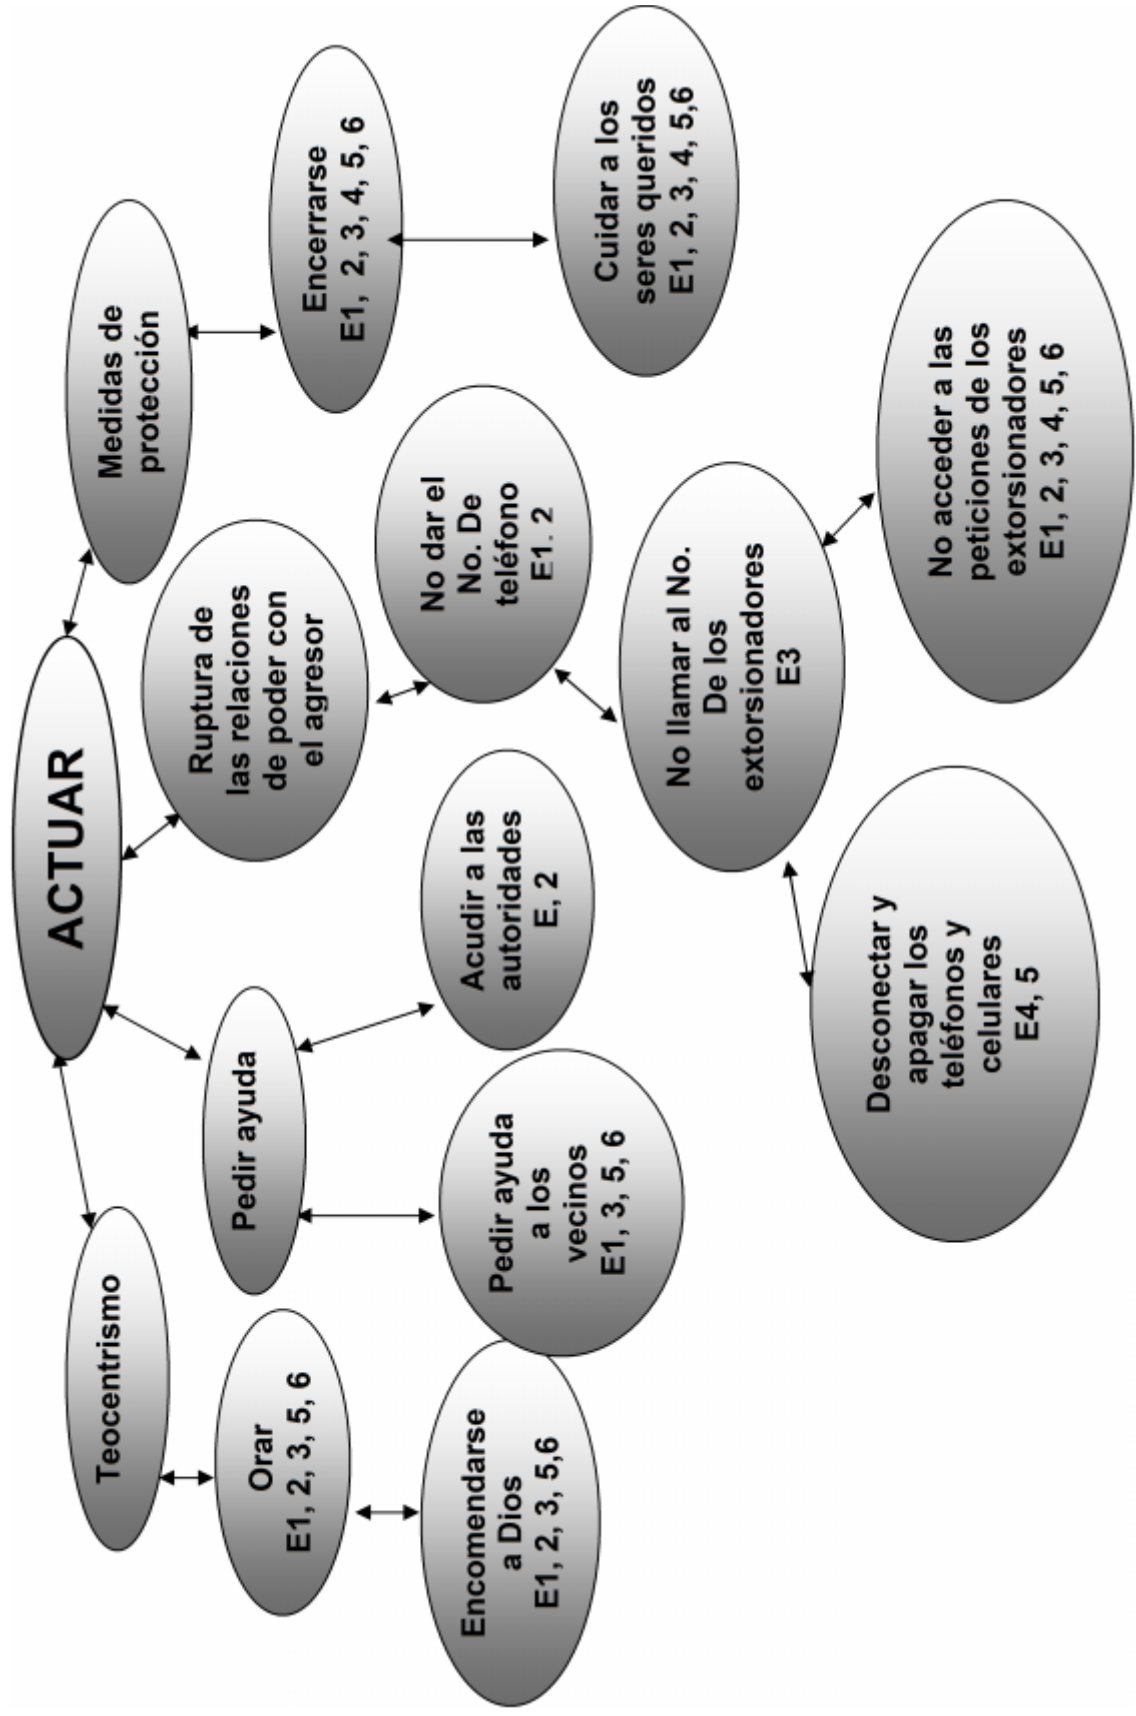 ACTUAR
Teocentrismo
Orar
E1, 2, 3, 5, 6
Encomendarse
a Dios
E1, 2, 3, 5,6
Pedir ayuda
Pedir ayuda
a los
vecinos
E1, 3, 5, 6
Acudir a las
autoridades
E, 2
Ruptura de
las relaciones
de poder con
el agresor
No dar el
No. De
teléfono
E1. 2
No llamar al No.
De los
extorsionadores
E3
Desconectar y
apagar los
teléfonos y
celulares
E4, 5
No acceder a las
peticiones de los
extorsionadores
E1, 2, 3, 4, 5, 6
Medidas de
protección
Encerrarse
E1, 2, 3, 4, 5, 6
Cuidar a los
seres queridos
E1, 2, 3, 4, 5,6